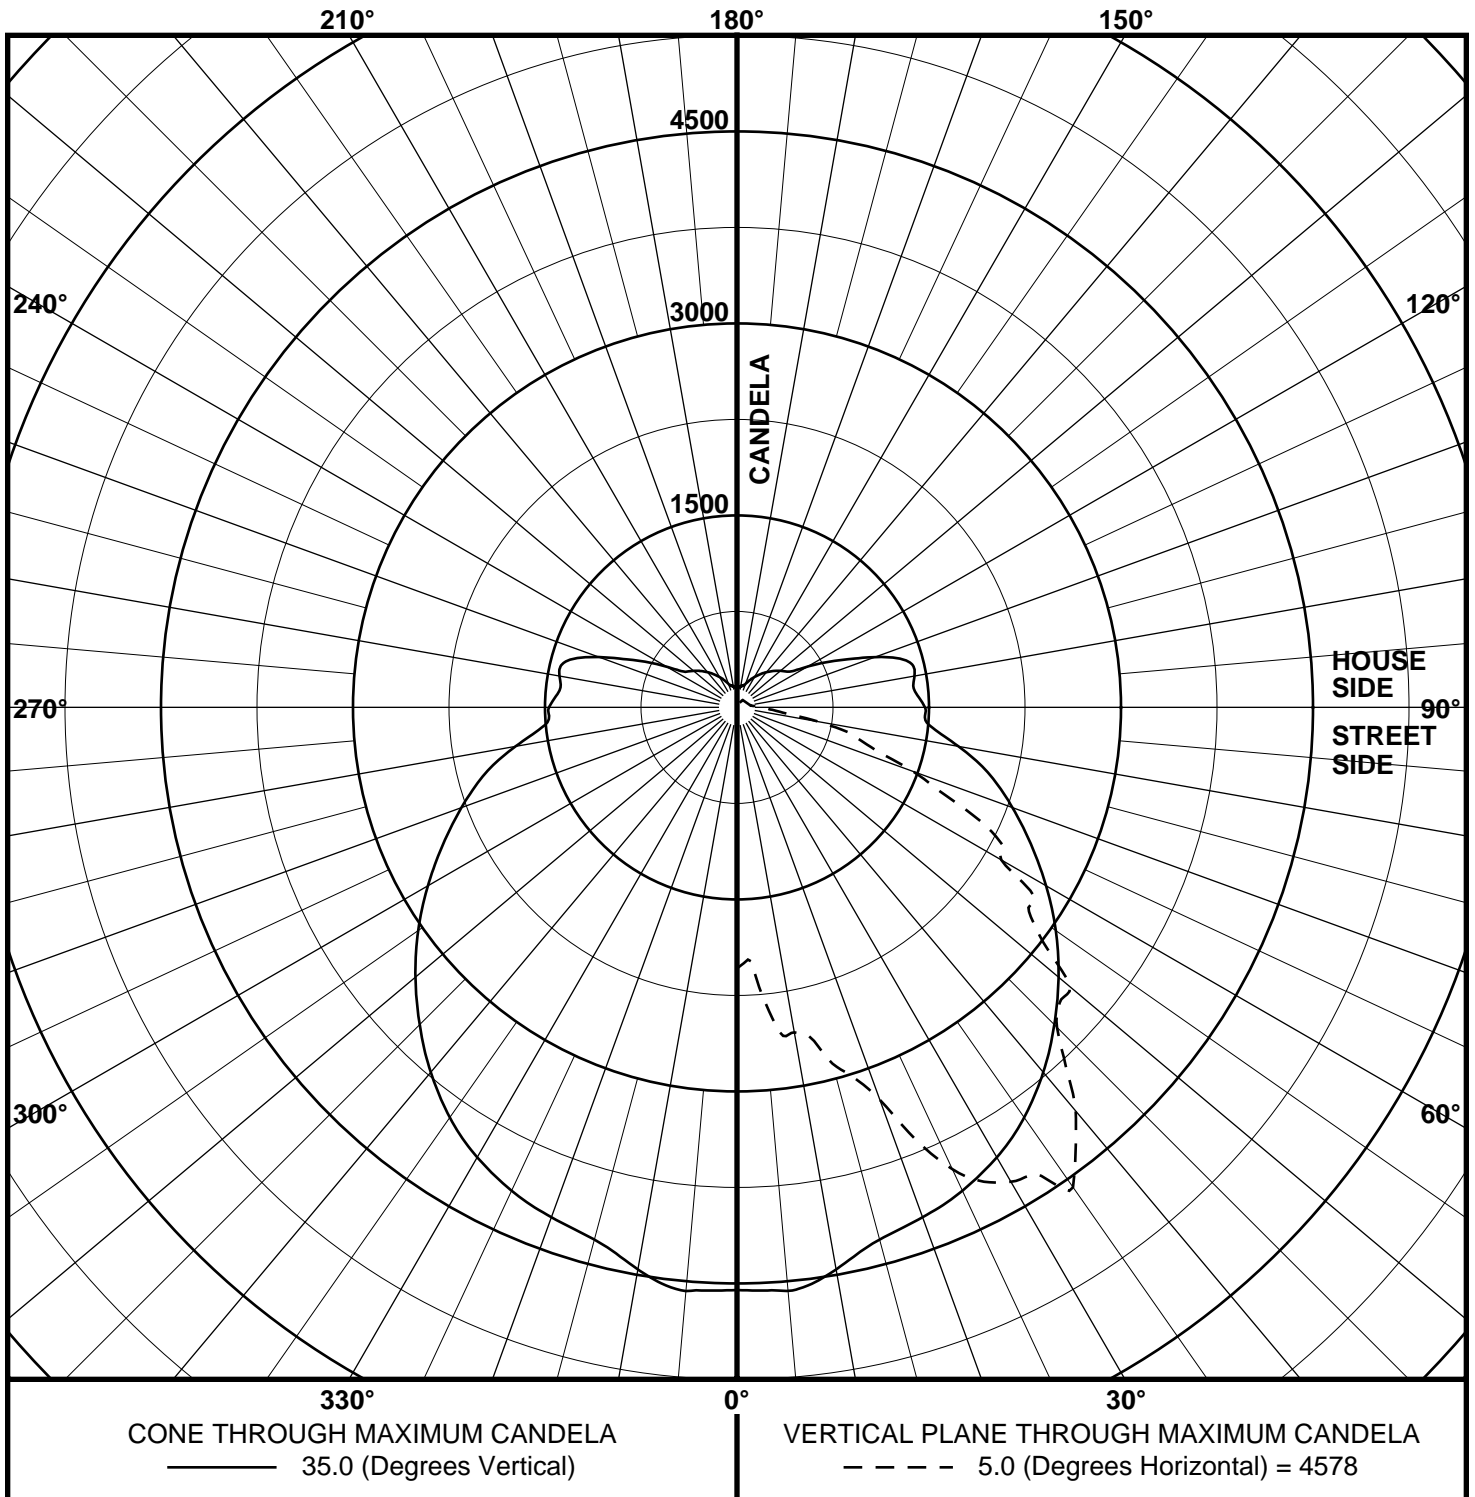 210°
180°
150°
4500
240°
120°
3000
CANDELA
1500
HOUSE
SIDE
270°
90°
STREET
SIDE
300°
60°
330°
0°
30°
CONE THROUGH MAXIMUM CANDELA
35.0 (Degrees Vertical)
VERTICAL PLANE THROUGH MAXIMUM CANDELA
5.0 (Degrees Horizontal) = 4578